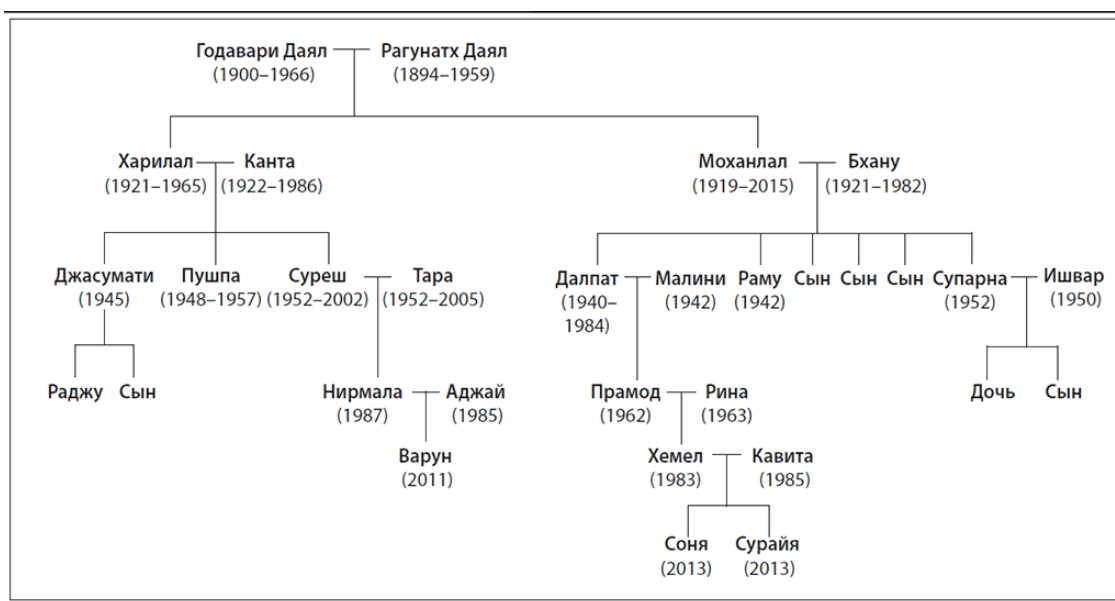 Годавари Даял Рагунатх Даял
(1900–1966) (1894–1959)
Харилал Канта Моханлал Бхану
(1921–1965) (1922–1986) (1919–2015) (1921–1982)
Джасумати Пушпа Суреш Тара Далпат Малини Раму Сын Сын Сын Супарна Ишвар
(1945) (1948–1957) (1952–2002) (1952–2005) (1940– (1942) (1942) (1952) (1950)
1984)
Раджу Сын Нирмала Аджай Прамод Рина Дочь Сын
(1987) (1985) (1962) (1963)
Варун Хемел Кавита
(2011) (1983) (1985)
Соня Сурайя
(2013) (2013)